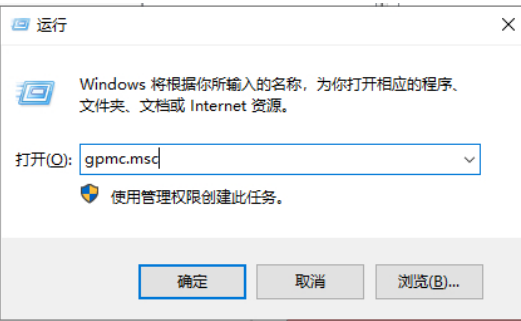 运行
Windows 将根据你所输入的名称，为你打开相应的程序、
文件夹、文档或 Internet 资源。
打开(O): gpmc.msc
使用管理权限创建此任务。
确定 取消 浏览(B)...